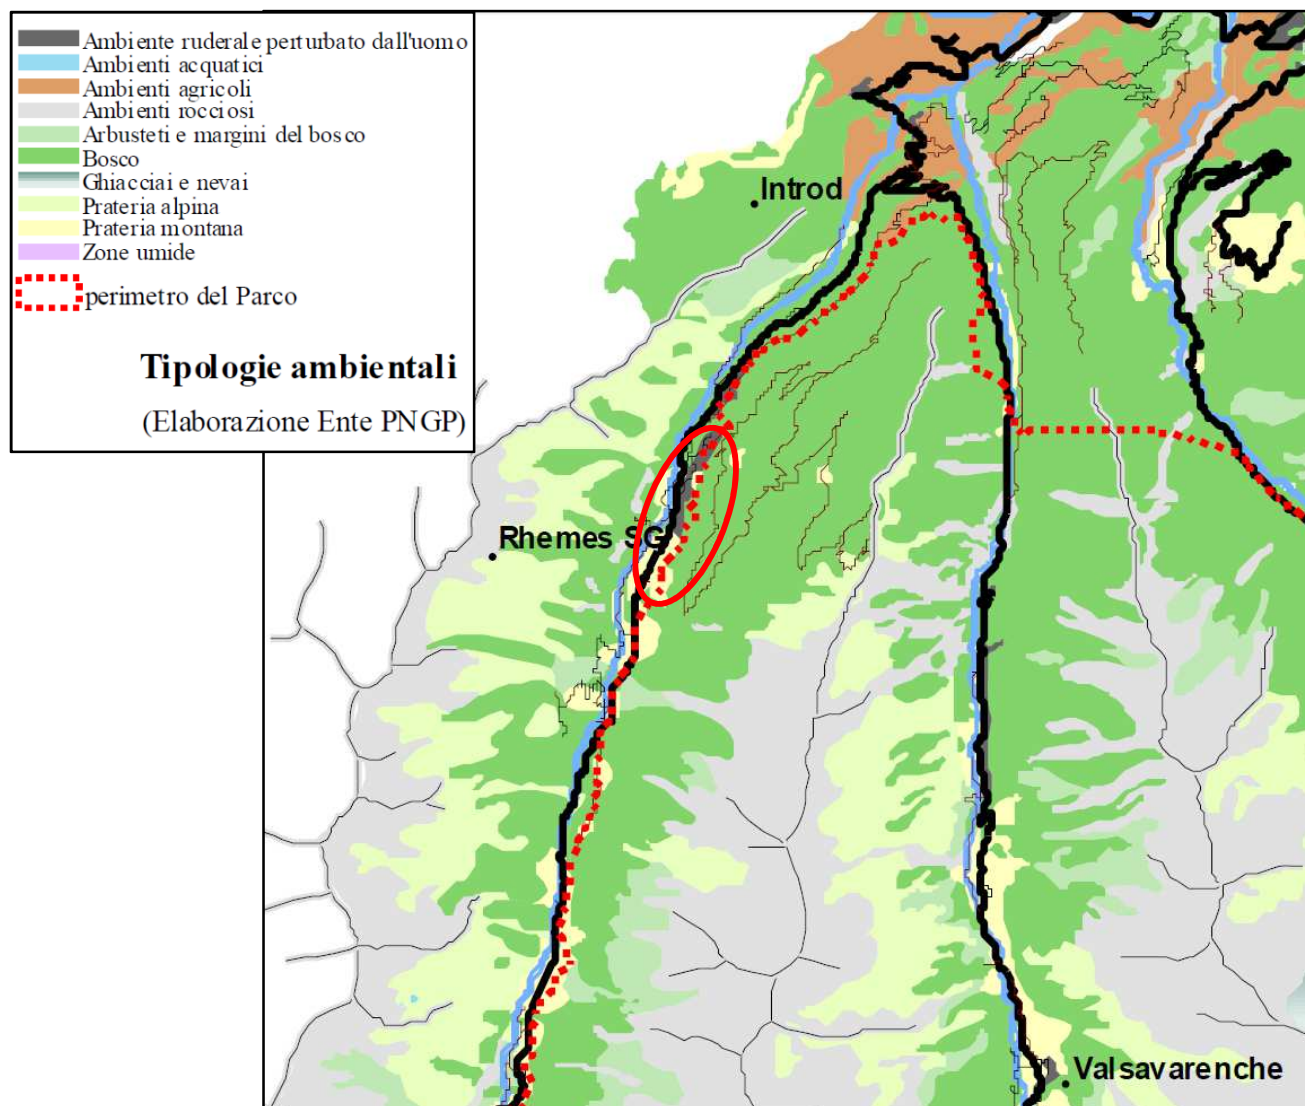 Ambiente ruderale perturbato dall'uomo
Ambienti acquatici
Ambienti agricoli
Ambienti rocciosi
Arbusteti e margini del bosco
Bosco
Ghiacciai e nevai
Prateria alpina
Prateria montana
Zone umide
perimetro del Parco
Tipologie ambientali
(Elaborazione Ente PNGP)
Introd
Rhemes SG
Valsavarenche